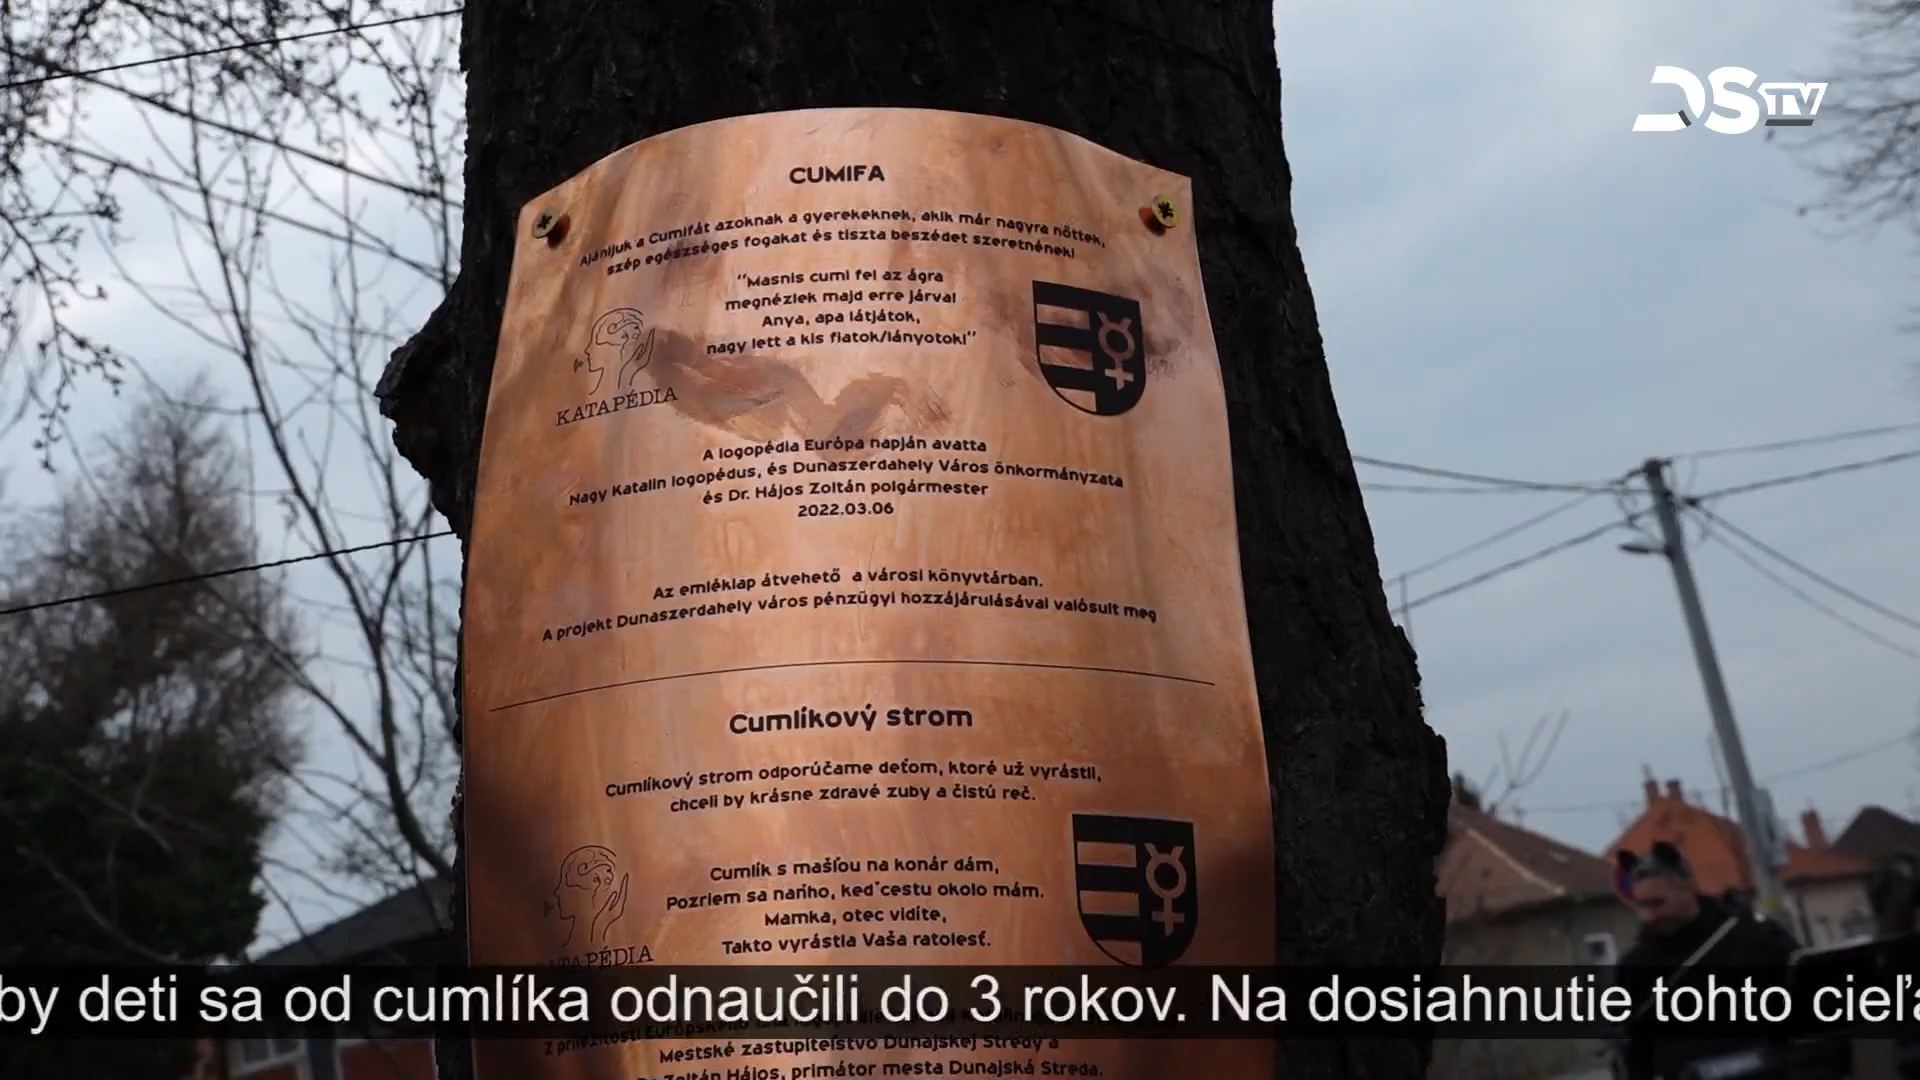 DSTV
CUMIFA
Ajánljuk a Cumifát azoknak a gyerekeknek, akik már nagyra nőttek,
szép egészséges fogakat és tiszta beszédet szeretnének!
"Masnis cumi fel az ágra
megnézlek majd erre járva!
Anya, apa látjátok,
nagy lett a kis fiatok/lányotok!"
KATAPÉDIA
A logopédia Európa napján avatta
Nagy Katalin logopédus, és Dunaszerdahely Város önkormányzata
és Dr. Hájos Zoltán polgármester
2022.03.06
Az emléklap átvehető a városi könyvtárban.
A projekt Dunaszerdahely város pénzügyi hozzájárulásával valósult meg
Cumlíkový strom
Cumlíkový strom odporúčame deťom, ktoré už vyrástli,
chceli by krásne zdravé zuby a čistú reč.
Cumlík s mašľou na konár dám,
Pozriem sa naňho, keď cestu okolo mám.
Mamka, otec vidíte,
Takto vyrástla Vaša ratolesť.
KATAPÉDIA
by deti sa od cumlíka odnaučili do 3 rokov. Na dosiahnutie tohto cieľa
Z príležitosti Európskeho
Mestské zastupiteľstvo Dunajskej Stredy a
Zoltán Hájos, primátor mesta Dunajská Streda.